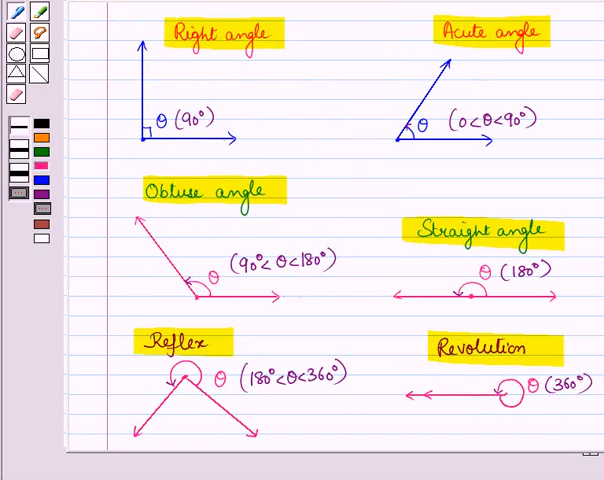 Right angle
Acute angle
θ (90°)
θ (0<θ<90°)
Obtuse angle
Straight angle
θ (90°<θ<180°)
θ (180°)
Reflex
Revolution
θ (180°<θ<360°)
θ (360°)